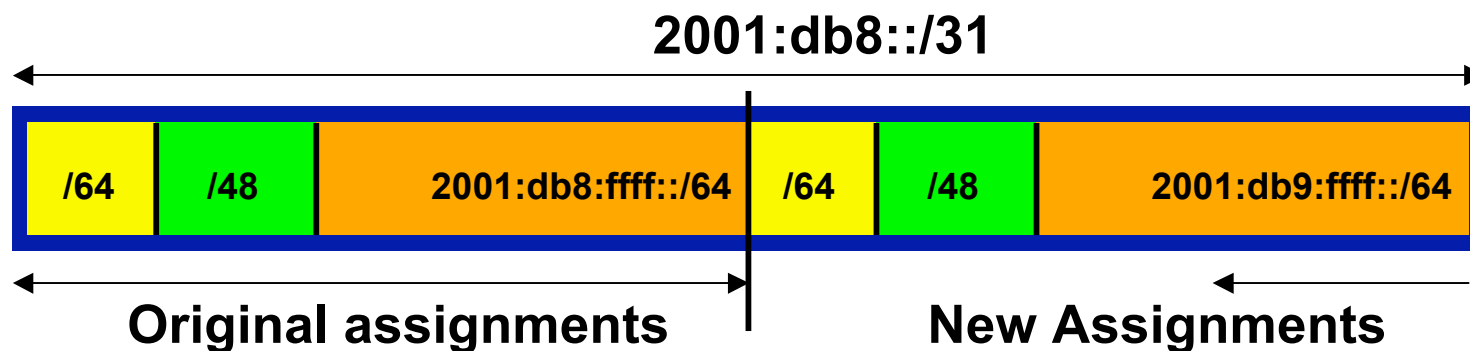 2001:db8::/31
/64 /48 2001:db8:ffff::/64 /64 /48 2001:db9:ffff::/64
Original assignments New Assignments